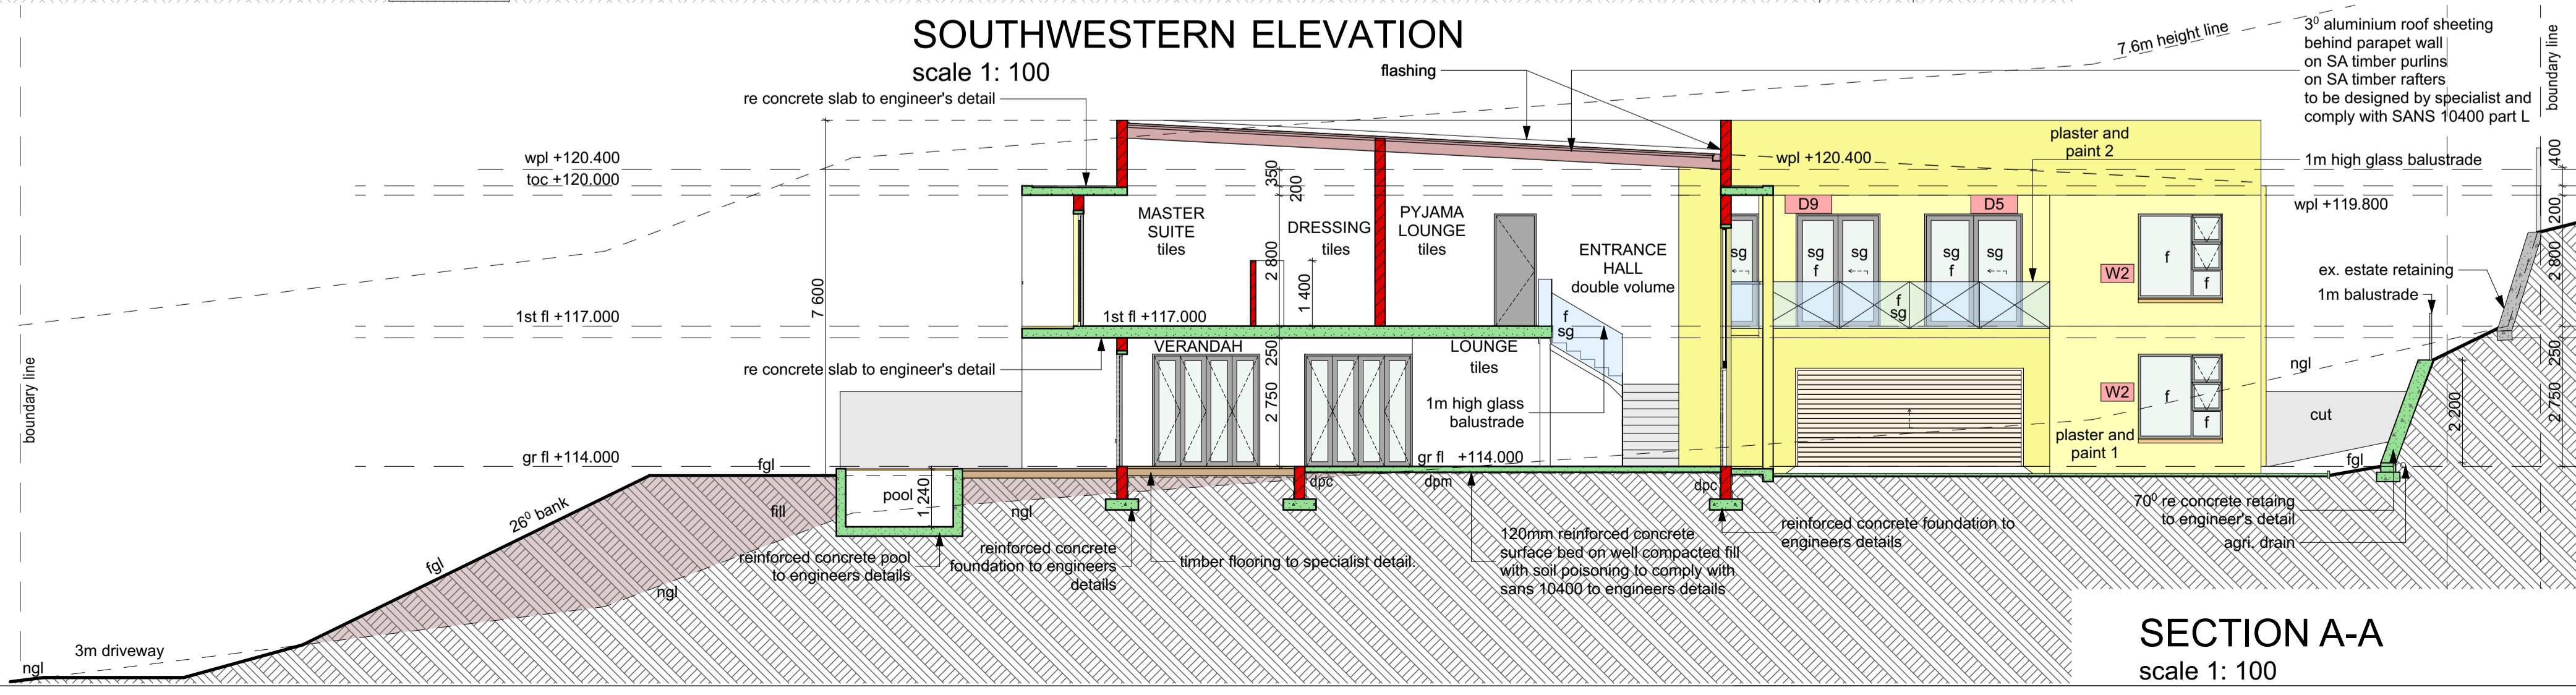 SOUTHWESTERN ELEVATION
scale 1: 100
flashing
7.6m height line
3⁰ aluminium roof sheeting
behind parapet wall
on SA timber purlins
on SA timber rafters
to be designed by specialist and
comply with SANS 10400 part L
boundary line
re concrete slab to engineer's detail
plaster and
paint 2
1m high glass balustrade
wpl +120.400
toc +120.000
wpl +120.400
350
200
400
200
wpl +119.800
MASTER
SUITE
tiles
DRESSING
tiles
PYJAMA
LOUNGE
tiles
ENTRANCE
HALL
double volume
D9
D5
sg
sg
f
sg
sg
f
sg
f
f
W2
ex. estate retaining
1m balustrade
2 800
1 400
2 800
7 600
1st fl +117.000
1st fl +117.000
f
sg
f
sg
VERANDAH
LOUNGE
tiles
250
250
ngl
re concrete slab to engineer's detail
1m high glass
balustrade
2 750
2 750
2 200
W2
f
f
cut
boundary line
plaster and
paint 1
gr fl +114.000
fgl
gr fl +114.000
fgl
dpc
dpm
dpc
pool
1 240
fill
ngl
26⁰ bank
fgl
ngl
reinforced concrete pool
to engineers details
reinforced concrete
foundation to engineers
details
timber flooring to specialist detail.
120mm reinforced concrete
surface bed on well compacted fill
with soil poisoning to comply with
sans 10400 to engineers details
reinforced concrete foundation to
engineers details
70⁰ re concrete retaing
to engineer's detail
agri. drain
3m driveway
ngl
SECTION A-A
scale 1: 100